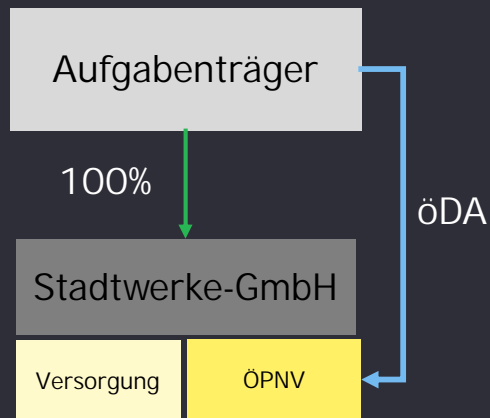 Aufgabenträger
100%
öDA
Stadtwerke-GmbH
Versorgung
ÖPNV